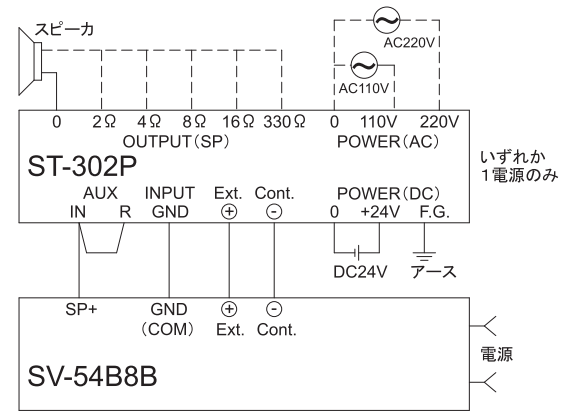 スピーカ
AC220V
AC110V
0 2Ω 4Ω 8Ω 16Ω 330Ω 0 110V 220V
OUTPUT(SP) POWER(AC)
ST-302P
いずれか
1電源のみ
AUX INPUT Ext. Cont. POWER(DC)
IN R GND + - 0 +24V F.G.
DC24V アース
SP+ GND + -
(COM) Ext. Cont.
電源
SV-54B8B